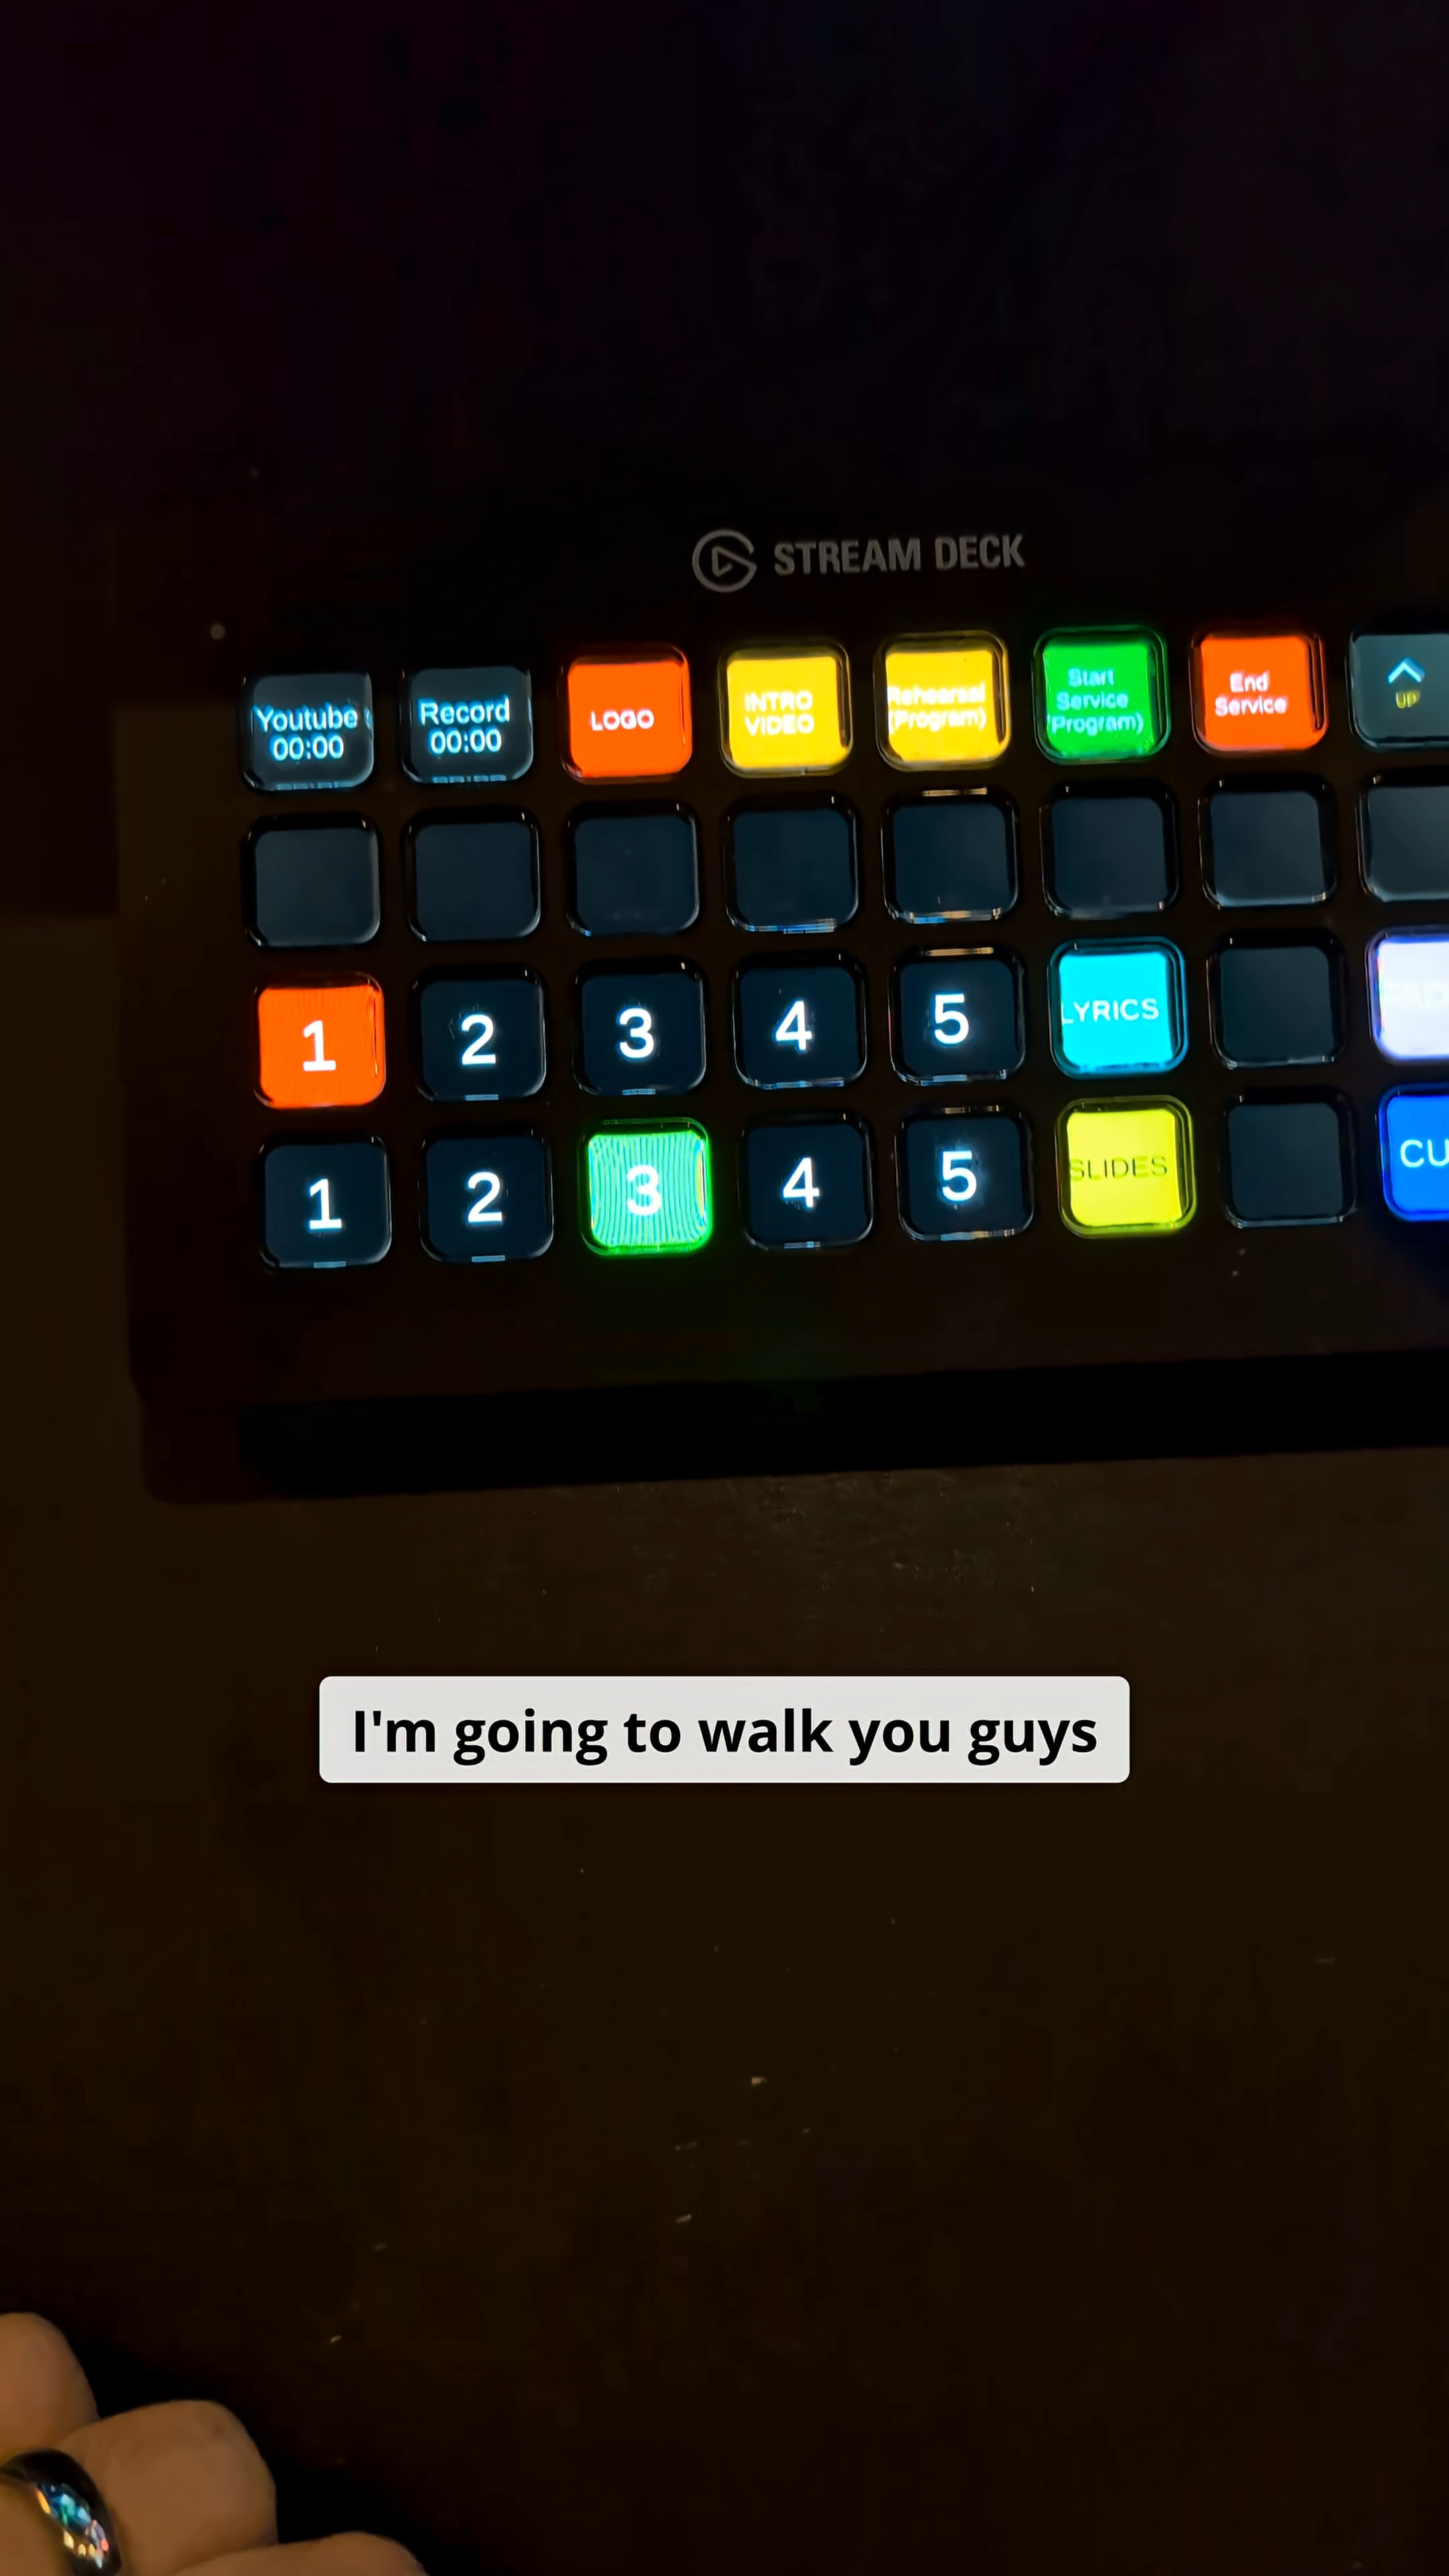 STREAM DECK
Youtube
00:00
Record
00:00
LOGO
INTRO
VIDEO
Rehearsal
(Program)
Start
Service
(Program)
End
Service
UP
1 2 3 4 5 LYRICS
1 2 3 4 5 SLIDES CU
I'm going to walk you guys